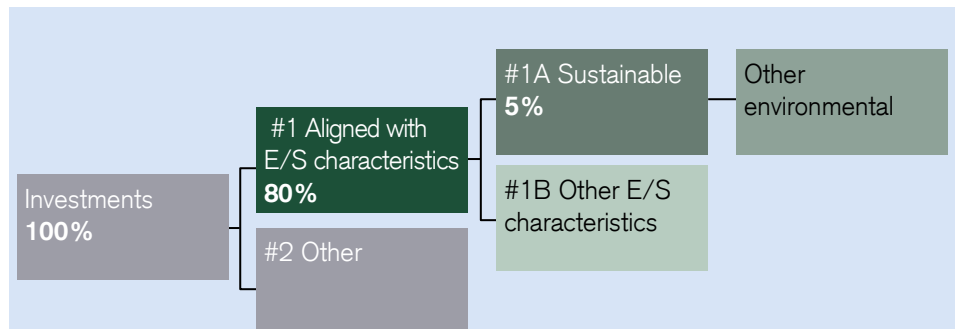 Investments
100%
#1 Aligned with
E/S characteristics
80%
#2 Other
#1A Sustainable
5%
#1B Other E/S
characteristics
Other
environmental